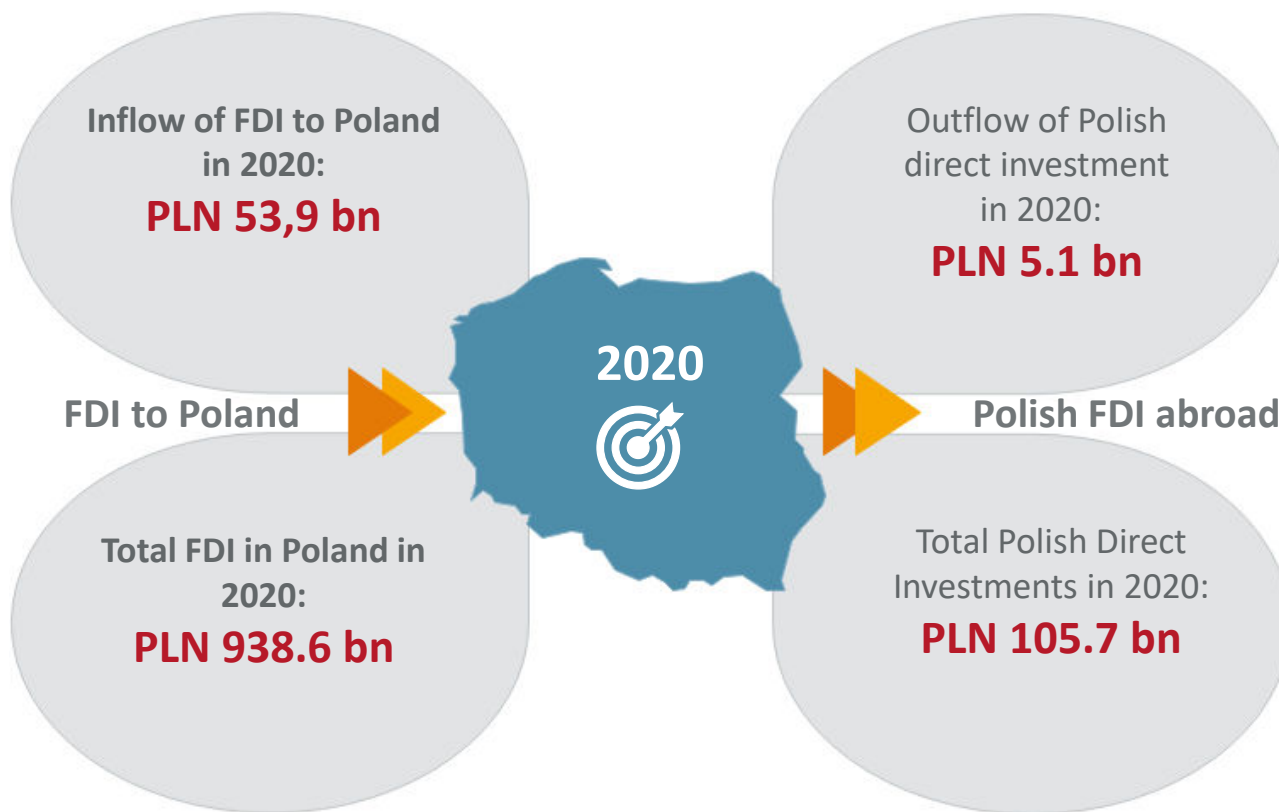 Inflow of FDI to Poland
in 2020:
PLN 53,9 bn
Outflow of Polish
direct investment
in 2020:
PLN 5.1 bn
2020
FDI to Poland
Polish FDI abroad
Total FDI in Poland in
2020:
PLN 938.6 bn
Total Polish Direct
Investments in 2020:
PLN 105.7 bn